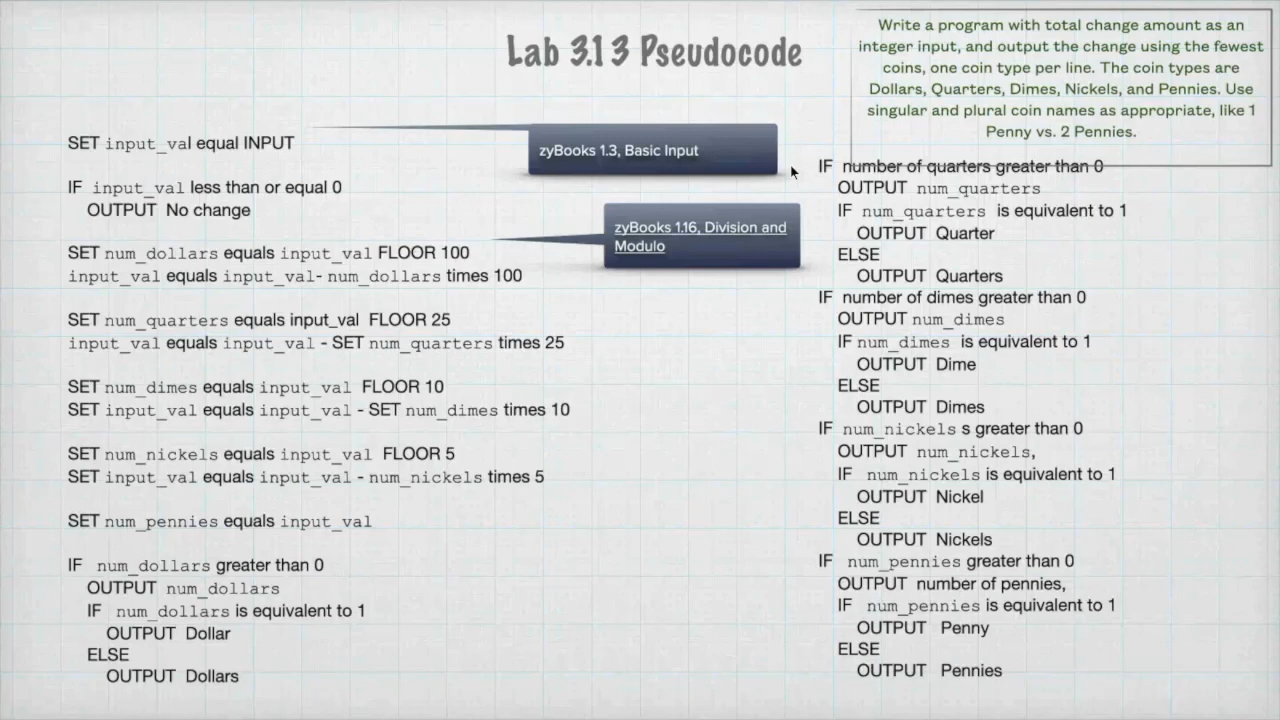 Lab 3.13 Pseudocode
Write a program with total change amount as an
integer input, and output the change using the fewest
coins, one coin type per line. The coin types are
Dollars, Quarters, Dimes, Nickels, and Pennies. Use
singular and plural coin names as appropriate, like 1
Penny vs. 2 Pennies.
SET input_val equal INPUT
zyBooks 1.3, Basic Input
IF input_val less than or equal 0
OUTPUT No change
zyBooks 1.16, Division and
Modulo
SET num_dollars equals input_val FLOOR 100
input_val equals input_val- num_dollars times 100
SET num_quarters equals input_val FLOOR 25
input_val equals input_val - SET num_quarters times 25
SET num_dimes equals input_val FLOOR 10
SET input_val equals input_val - SET num_dimes times 10
SET num_nickels equals input_val FLOOR 5
SET input_val equals input_val - num_nickels times 5
SET num_pennies equals input_val
IF num_dollars greater than 0
OUTPUT num_dollars
IF num_dollars is equivalent to 1
OUTPUT Dollar
ELSE
OUTPUT Dollars
IF number of quarters greater than 0
OUTPUT num_quarters
IF num_quarters is equivalent to 1
OUTPUT Quarter
ELSE
OUTPUT Quarters
IF number of dimes greater than 0
OUTPUT num_dimes
IF num_dimes is equivalent to 1
OUTPUT Dime
ELSE
OUTPUT Dimes
IF num_nickels s greater than 0
OUTPUT num_nickels,
IF num_nickels is equivalent to 1
OUTPUT Nickel
ELSE
OUTPUT Nickels
IF num_pennies greater than 0
OUTPUT number of pennies,
IF num_pennies is equivalent to 1
OUTPUT Penny
ELSE
OUTPUT Pennies